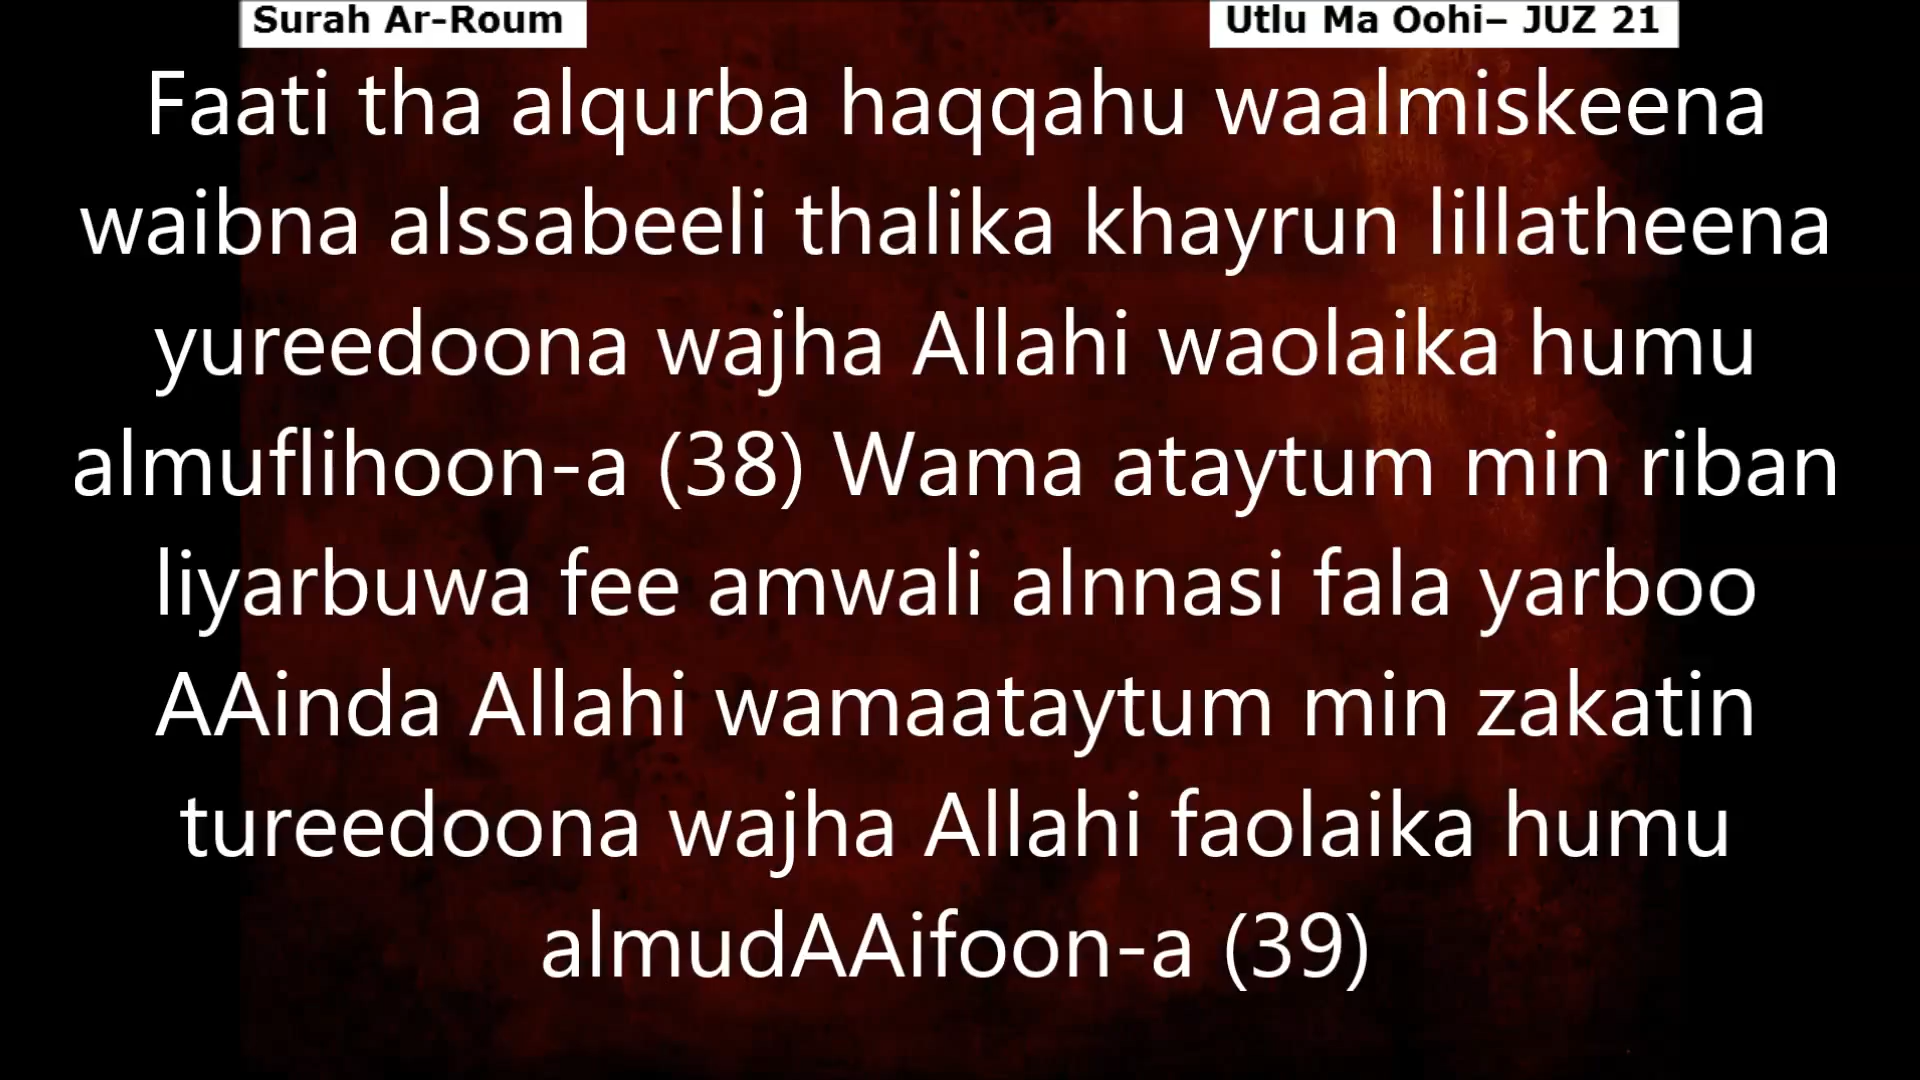 Surah Ar-Roum
Utlu Ma Oohi– JUZ 21
Faati tha alqurba haqqahu waalmiskeena
waibna alssabeeli thalika khayrun lillatheena
yureedoona wajha Allahi waolaika humu
almuflihoon-a (38) Wama ataytum min riban
liyarbuwa fee amwali alnnasi fala yarboo
AAinda Allahi wamaataytum min zakatin
tureedoona wajha Allahi faolaika humu
almudAAifoon-a (39)